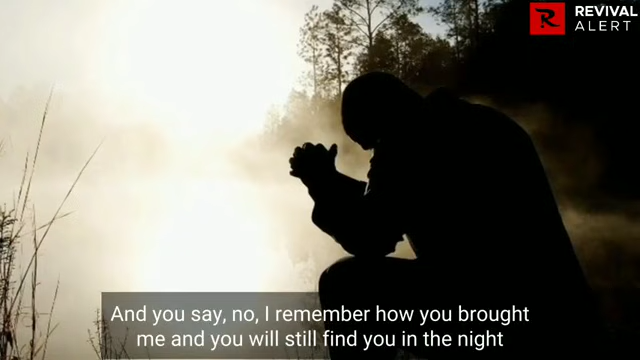 REVIVAL
ALERT
And you say, no, I remember how you brought
me and you will still find you in the night